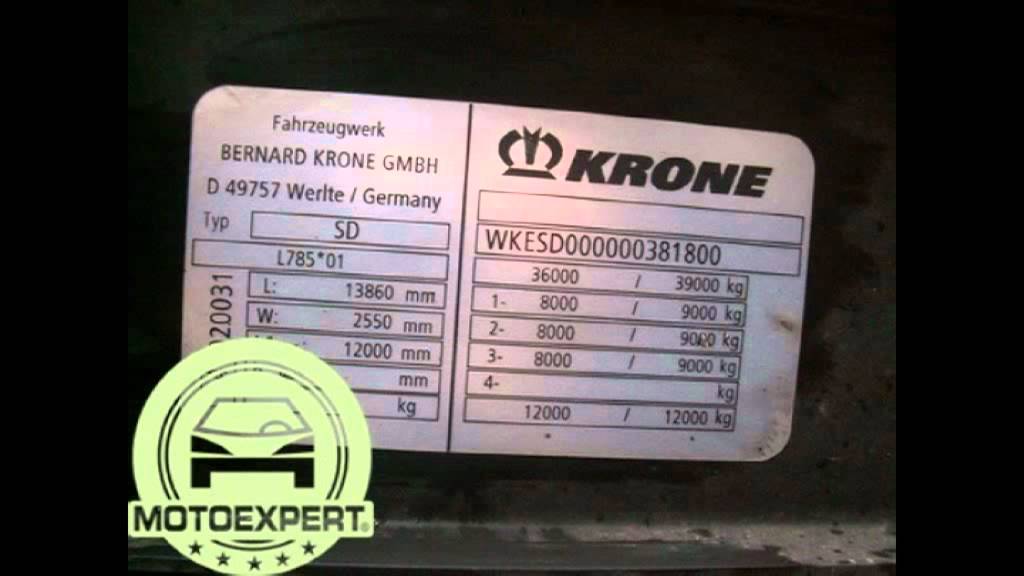 Fahrzeugwerk
BERNARD KRONE GMBH
D 49757 Werlte / Germany
Typ SD
L785*01
L: 13860 mm
W: 2550 mm
12000 mm
mm
kg
20031
KRONE
WKESD000000381800
36000 / 39000 kg
1- 8000 / 9000 kg
2- 8000 / 9000 kg
3- 8000 / 9000 kg
4- kg
12000 / 12000 kg
MOTOEXPERT®